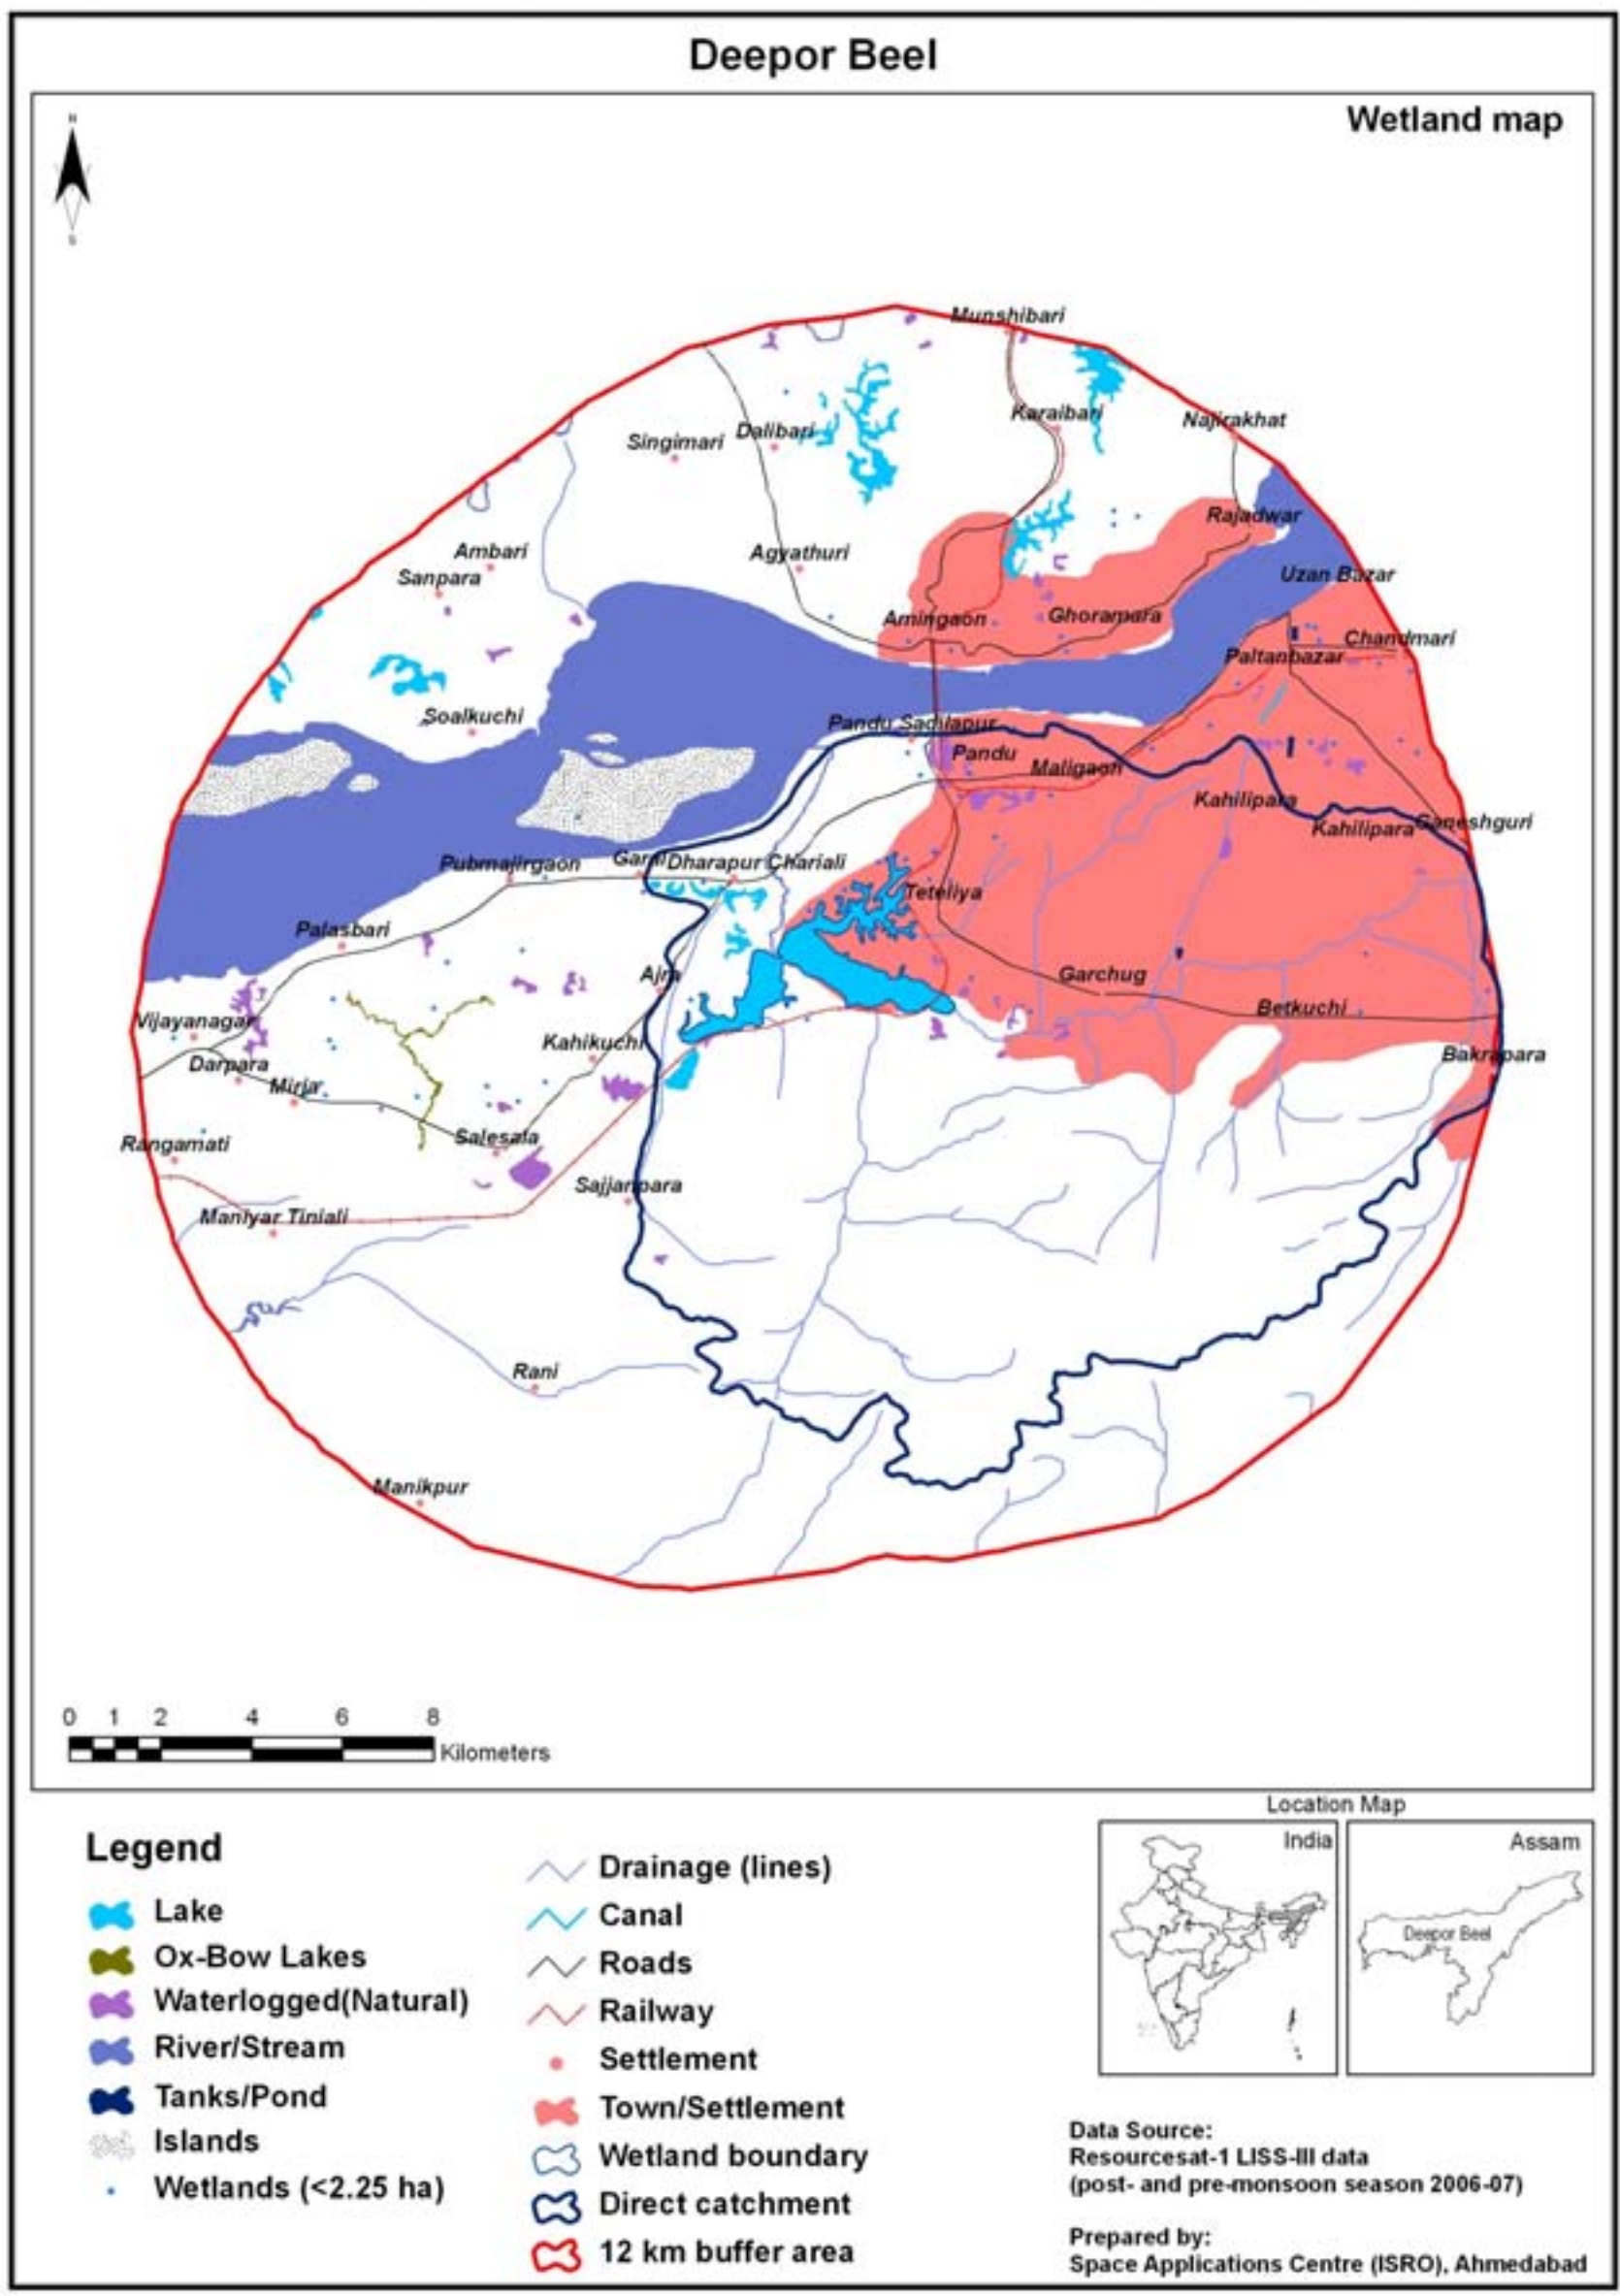 Deepor Beel
Wetland map
N
S
Munshibari
Karaibari
Najirakhat
Dalibari
Singimari
Rajadwar
Ambari
Agyathuri
Sanpara
Uzan Bazar
Amingaon
Ghoramara
Chandmari
Paltanbazar
Soalkuchi
Pandu Sadilapur
Pandu
Maligaon
Kahilipara
Kahilipara
Ganeshguri
Pubmajirgaon
Garal
Dharapur Chariali
Teteliya
Palasbari
Ajra
Garchug
Betkuchi
Vijayanagar
Kahikuchi
Bakrapara
Darpara
Mirja
Salesala
Rangamati
Sajjanpara
Maniyar Tiniali
Rani
Manikpur
0 1 2 4 6 8
Kilometers
Legend
Lake
Ox-Bow Lakes
Waterlogged(Natural)
River/Stream
Tanks/Pond
Islands
Wetlands (<2.25 ha)
Drainage (lines)
Canal
Roads
Railway
Settlement
Town/Settlement
Wetland boundary
Direct catchment
12 km buffer area
Location Map
India
Assam
Deepor Beel
Data Source:
Resourcesat-1 LISS-III data
(post- and pre-monsoon season 2006-07)
Prepared by:
Space Applications Centre (ISRO), Ahmedabad